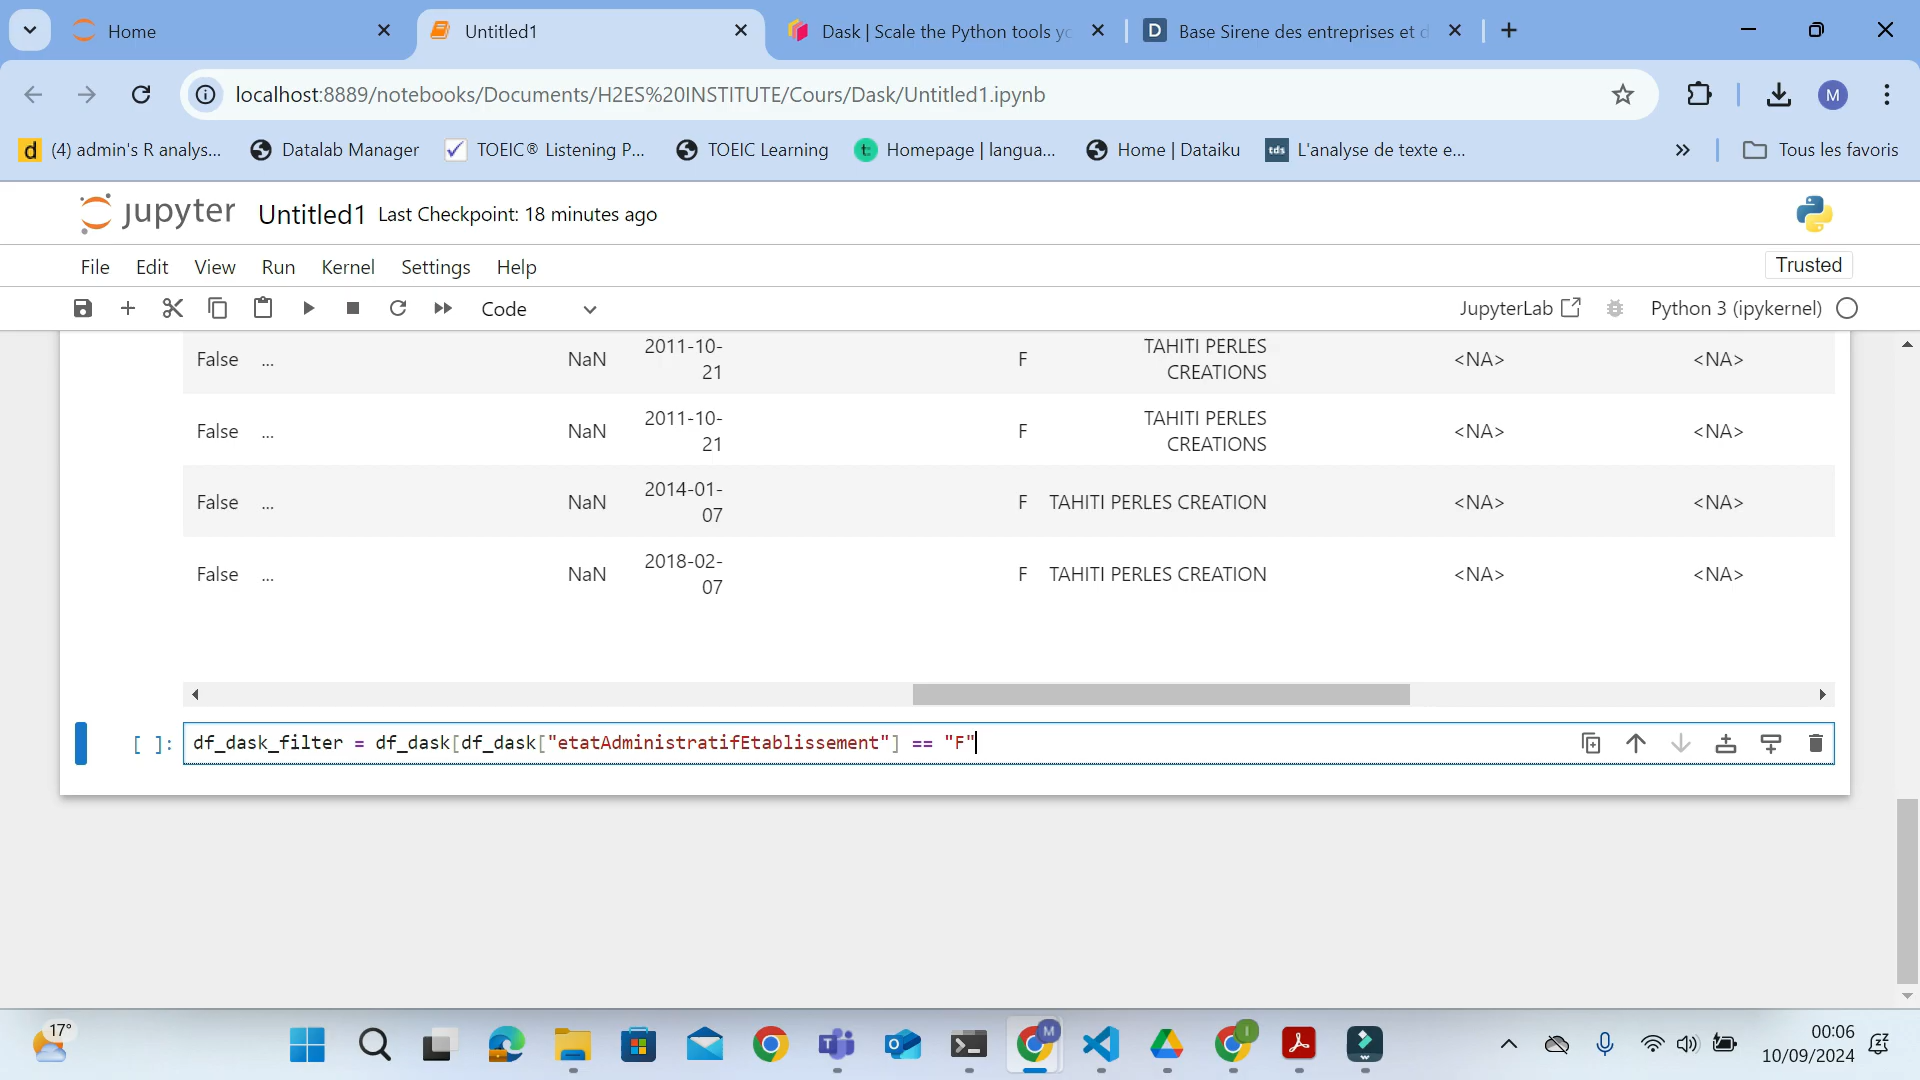 Home
Untitled1
Dask | Scale the Python tools yo
D
Base Sirene des entreprises et d
localhost:8889/notebooks/Documents/H2ES%20INSTITUTE/Cours/Dask/Untitled1.ipynb
M
d (4) admin's R analys...
Datalab Manager
TOEIC® Listening P...
TOEIC Learning
t Homepage | langua...
Home | Dataiku
tds L'analyse de texte e...
»
Tous les favoris
jupyter Untitled1 Last Checkpoint: 18 minutes ago
File Edit View Run Kernel Settings Help
Trusted
Code
JupyterLab
Python 3 (ipykernel)
False ... NaN 2011-10-21 F TAHITI PERLES CREATIONS <NA> <NA>
False ... NaN 2011-10-21 F TAHITI PERLES CREATIONS <NA> <NA>
False ... NaN 2014-01-07 F TAHITI PERLES CREATION <NA> <NA>
False ... NaN 2018-02-07 F TAHITI PERLES CREATION <NA> <NA>
[ ]: df_dask_filter = df_dask[df_dask["etatAdministratifEtablissement"] == "F"
17°
M
I
00:06
10/09/2024